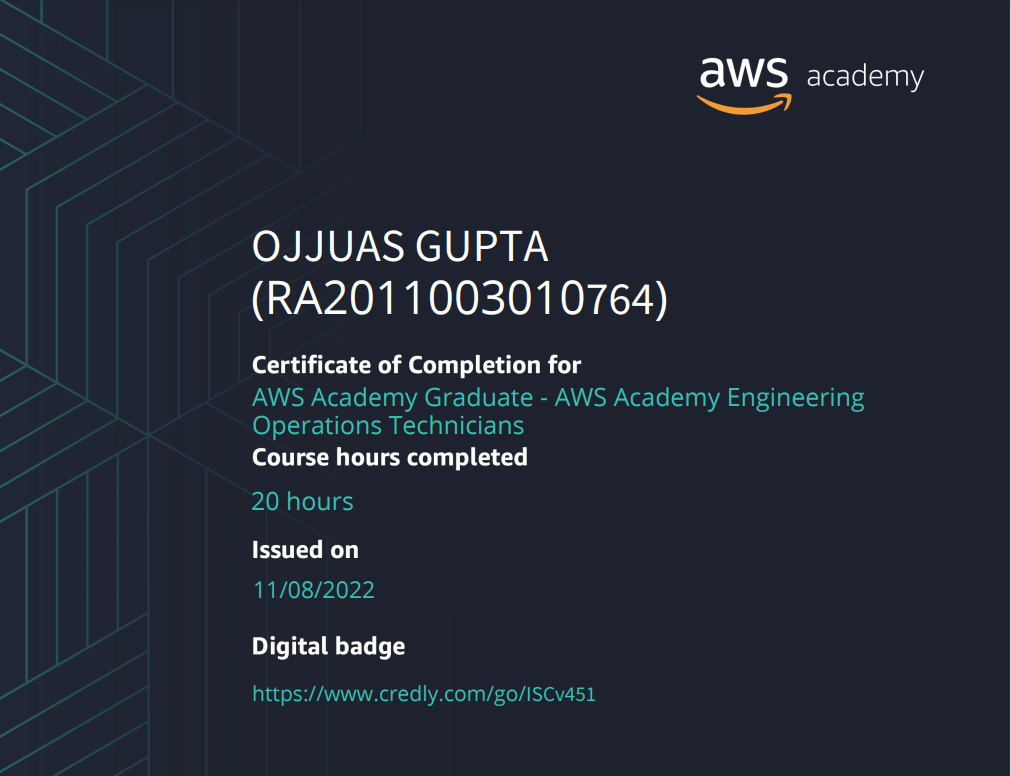 aws academy
OJJUAS GUPTA
(RA2011003010764)
Certificate of Completion for
AWS Academy Graduate - AWS Academy Engineering
Operations Technicians
Course hours completed
20 hours
Issued on
11/08/2022
Digital badge
https://www.credly.com/go/ISCv451